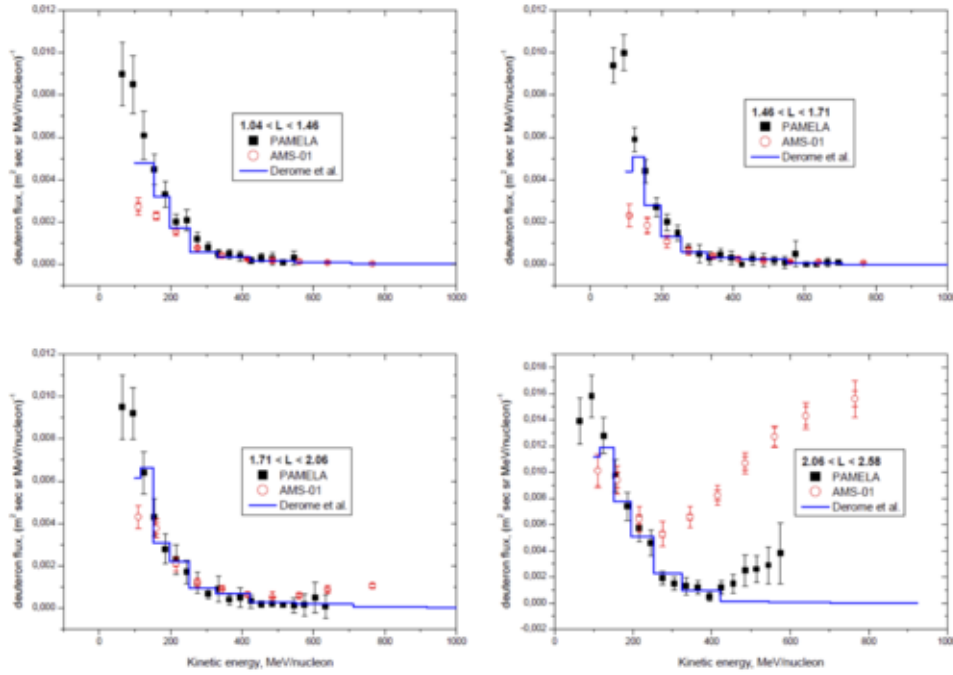 0,012
0,010
0,008
0,006
0,004
0,002
0,000
deuteron flux, (m² sec sr MeV/nucleon)⁻¹
1.04 < L < 1.46
PAMELA
AMS-01
Derome et al.
0 200 400 600 800 1000
0,012
0,010
0,008
0,006
0,004
0,002
0,000
deuteron flux, (m² sec sr MeV/nucleon)⁻¹
1.46 < L < 1.71
PAMELA
AMS-01
Derome et al.
0 200 400 600 800 1000
0,012
0,010
0,008
0,006
0,004
0,002
0,000
deuteron flux, (m² sec sr MeV/nucleon)⁻¹
1.71 < L < 2.06
PAMELA
AMS-01
Derome et al.
0 200 400 600 800 1000
Kinetic energy, MeV/nucleon
0,018
0,016
0,014
0,012
0,010
0,008
0,006
0,004
0,002
0,000
-0,002
deuteron flux, (m² sec sr MeV/nucleon)⁻¹
2.06 < L < 2.58
PAMELA
AMS-01
Derome et al.
0 200 400 600 800 1000
Kinetic energy, MeV/nucleon